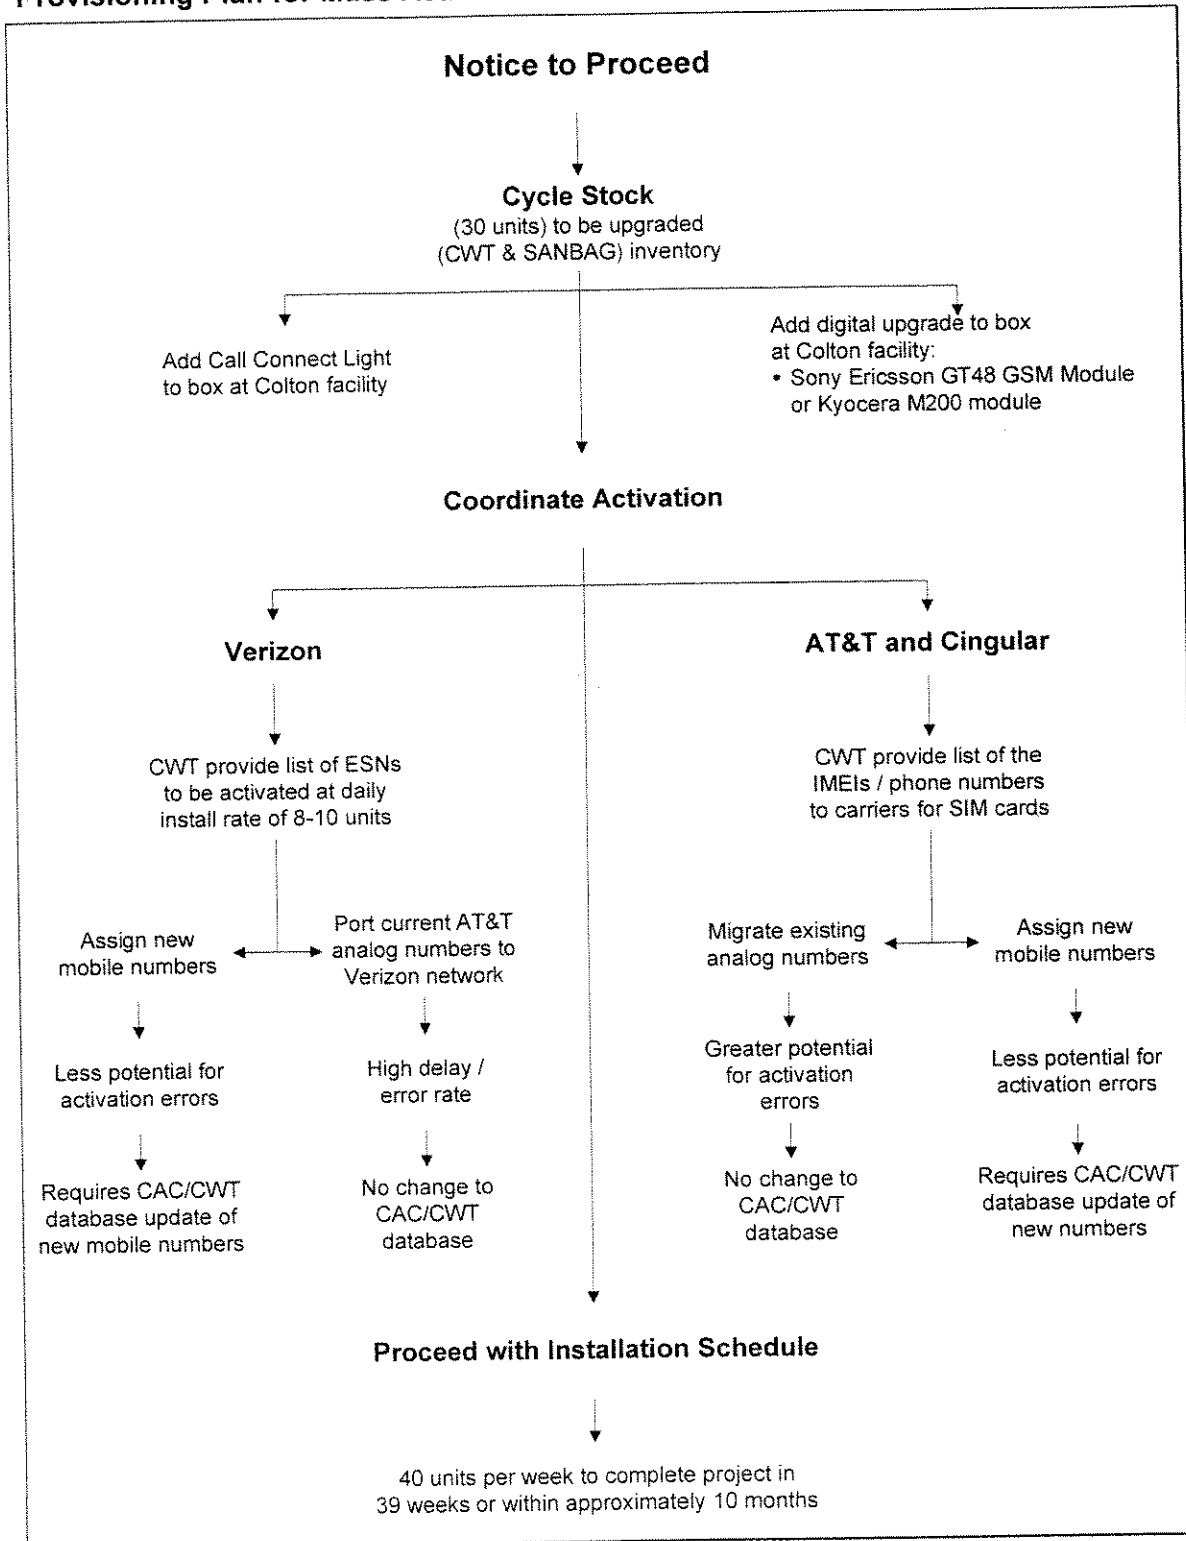 Provisioning Plan for Mass
Notice to Proceed
Cycle Stock
(30 units) to be upgraded
(CWT & SANBAG) inventory
Add Call Connect Light
to box at Colton facility
Add digital upgrade to box
at Colton facility:
• Sony Ericsson GT48 GSM Module
or Kyocera M200 module
Coordinate Activation
Verizon
CWT provide list of ESNs
to be activated at daily
install rate of 8-10 units
Assign new
mobile numbers
Less potential for
activation errors
Requires CAC/CWT
database update of
new mobile numbers
Port current AT&T
analog numbers to
Verizon network
High delay /
error rate
No change to
CAC/CWT
database
AT&T and Cingular
CWT provide list of the
IMEIs / phone numbers
to carriers for SIM cards
Migrate existing
analog numbers
Greater potential
for activation
errors
No change to
CAC/CWT
database
Assign new
mobile numbers
Less potential for
activation errors
Requires CAC/CWT
database update of
new numbers
Proceed with Installation Schedule
40 units per week to complete project in
39 weeks or within approximately 10 months